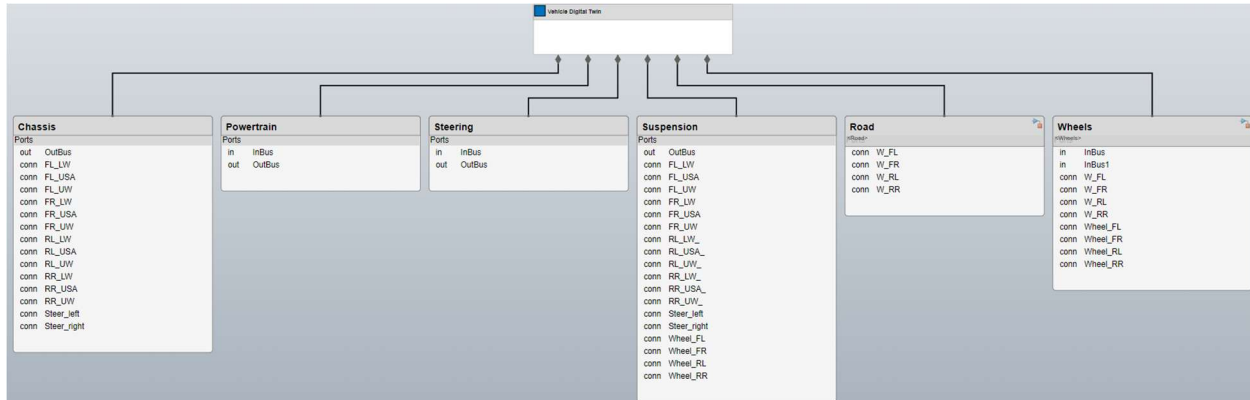 Vehicle Digital Twin
Chassis
Ports
out OutBus
conn FL_LW
conn FL_USA
conn FL_UW
conn FR_LW
conn FR_USA
conn FR_UW
conn RL_LW
conn RL_USA
conn RL_UW
conn RR_LW
conn RR_USA
conn RR_UW
conn Steer_left
conn Steer_right
Powertrain
Ports
in InBus
out OutBus
Steering
Ports
in InBus
out OutBus
Suspension
Ports
out OutBus
conn FL_LW
conn FL_USA
conn FL_UW
conn FR_LW
conn FR_USA
conn FR_UW
conn RL_LW_
conn RL_USA_
conn RL_UW_
conn RR_LW_
conn RR_USA_
conn RR_UW_
conn Steer_left
conn Steer_right
conn Wheel_FL
conn Wheel_FR
conn Wheel_RL
conn Wheel_RR
Road
«Road»
conn W_FL
conn W_FR
conn W_RL
conn W_RR
Wheels
«Wheels»
in InBus
in InBus1
conn W_FL
conn W_FR
conn W_RL
conn W_RR
conn Wheel_FL
conn Wheel_FR
conn Wheel_RL
conn Wheel_RR